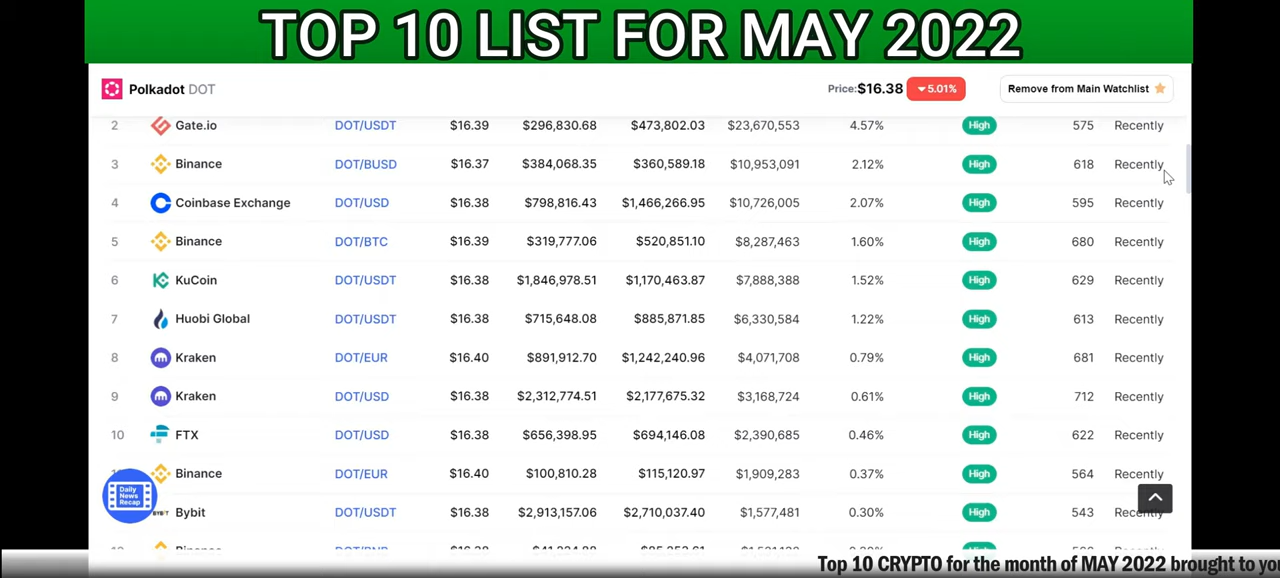 TOP 10 LIST FOR MAY 2022
Polkadot DOT Price:$16.38 5.01% Remove from Main Watchlist
2 Gate.io DOT/USDT $16.39 $296,830.68 $473,802.03 $23,670,553 4.57% High 575 Recently
3 Binance DOT/BUSD $16.37 $384,068.35 $360,589.18 $10,953,091 2.12% High 618 Recently
4 Coinbase Exchange DOT/USD $16.38 $798,816.43 $1,466,266.95 $10,726,005 2.07% High 595 Recently
5 Binance DOT/BTC $16.39 $319,777.06 $520,851.10 $8,287,463 1.60% High 680 Recently
6 KuCoin DOT/USDT $16.38 $1,846,978.51 $1,170,463.87 $7,888,388 1.52% High 629 Recently
7 Huobi Global DOT/USDT $16.38 $715,648.08 $885,871.85 $6,330,584 1.22% High 613 Recently
8 Kraken DOT/EUR $16.40 $891,912.70 $1,242,240.96 $4,071,708 0.79% High 681 Recently
9 Kraken DOT/USD $16.38 $2,312,774.51 $2,177,675.32 $3,168,724 0.61% High 712 Recently
10 FTX DOT/USD $16.38 $656,398.95 $694,146.08 $2,390,685 0.46% High 622 Recently
Binance DOT/EUR $16.40 $100,810.28 $115,120.97 $1,909,283 0.37% High 564 Recently
Daily
News
Recap
BYBIT Bybit DOT/USDT $16.38 $2,913,157.06 $2,710,037.40 $1,577,481 0.30% High 543 Recently
Top 10 CRYPTO for the month of MAY 2022 brought to you